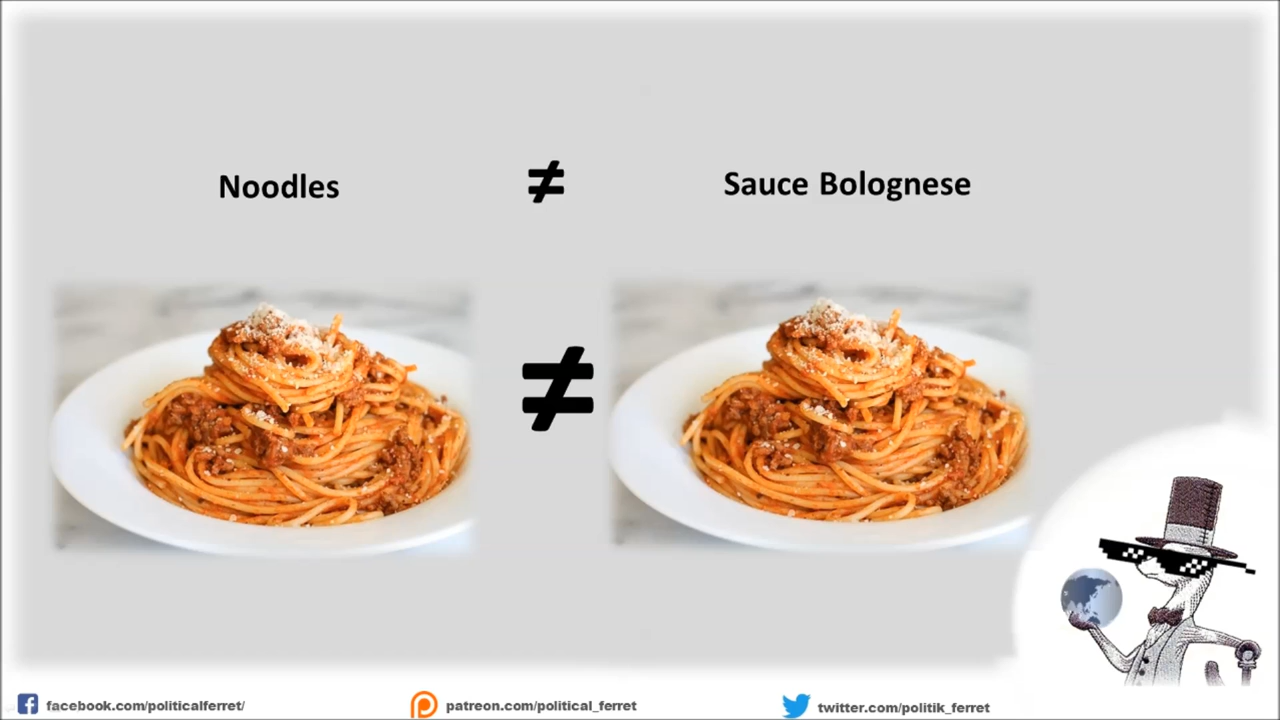 Noodles ≠ Sauce Bolognese
≠
facebook.com/politicalferret/ patreon.com/political_ferret twitter.com/politik_ferret